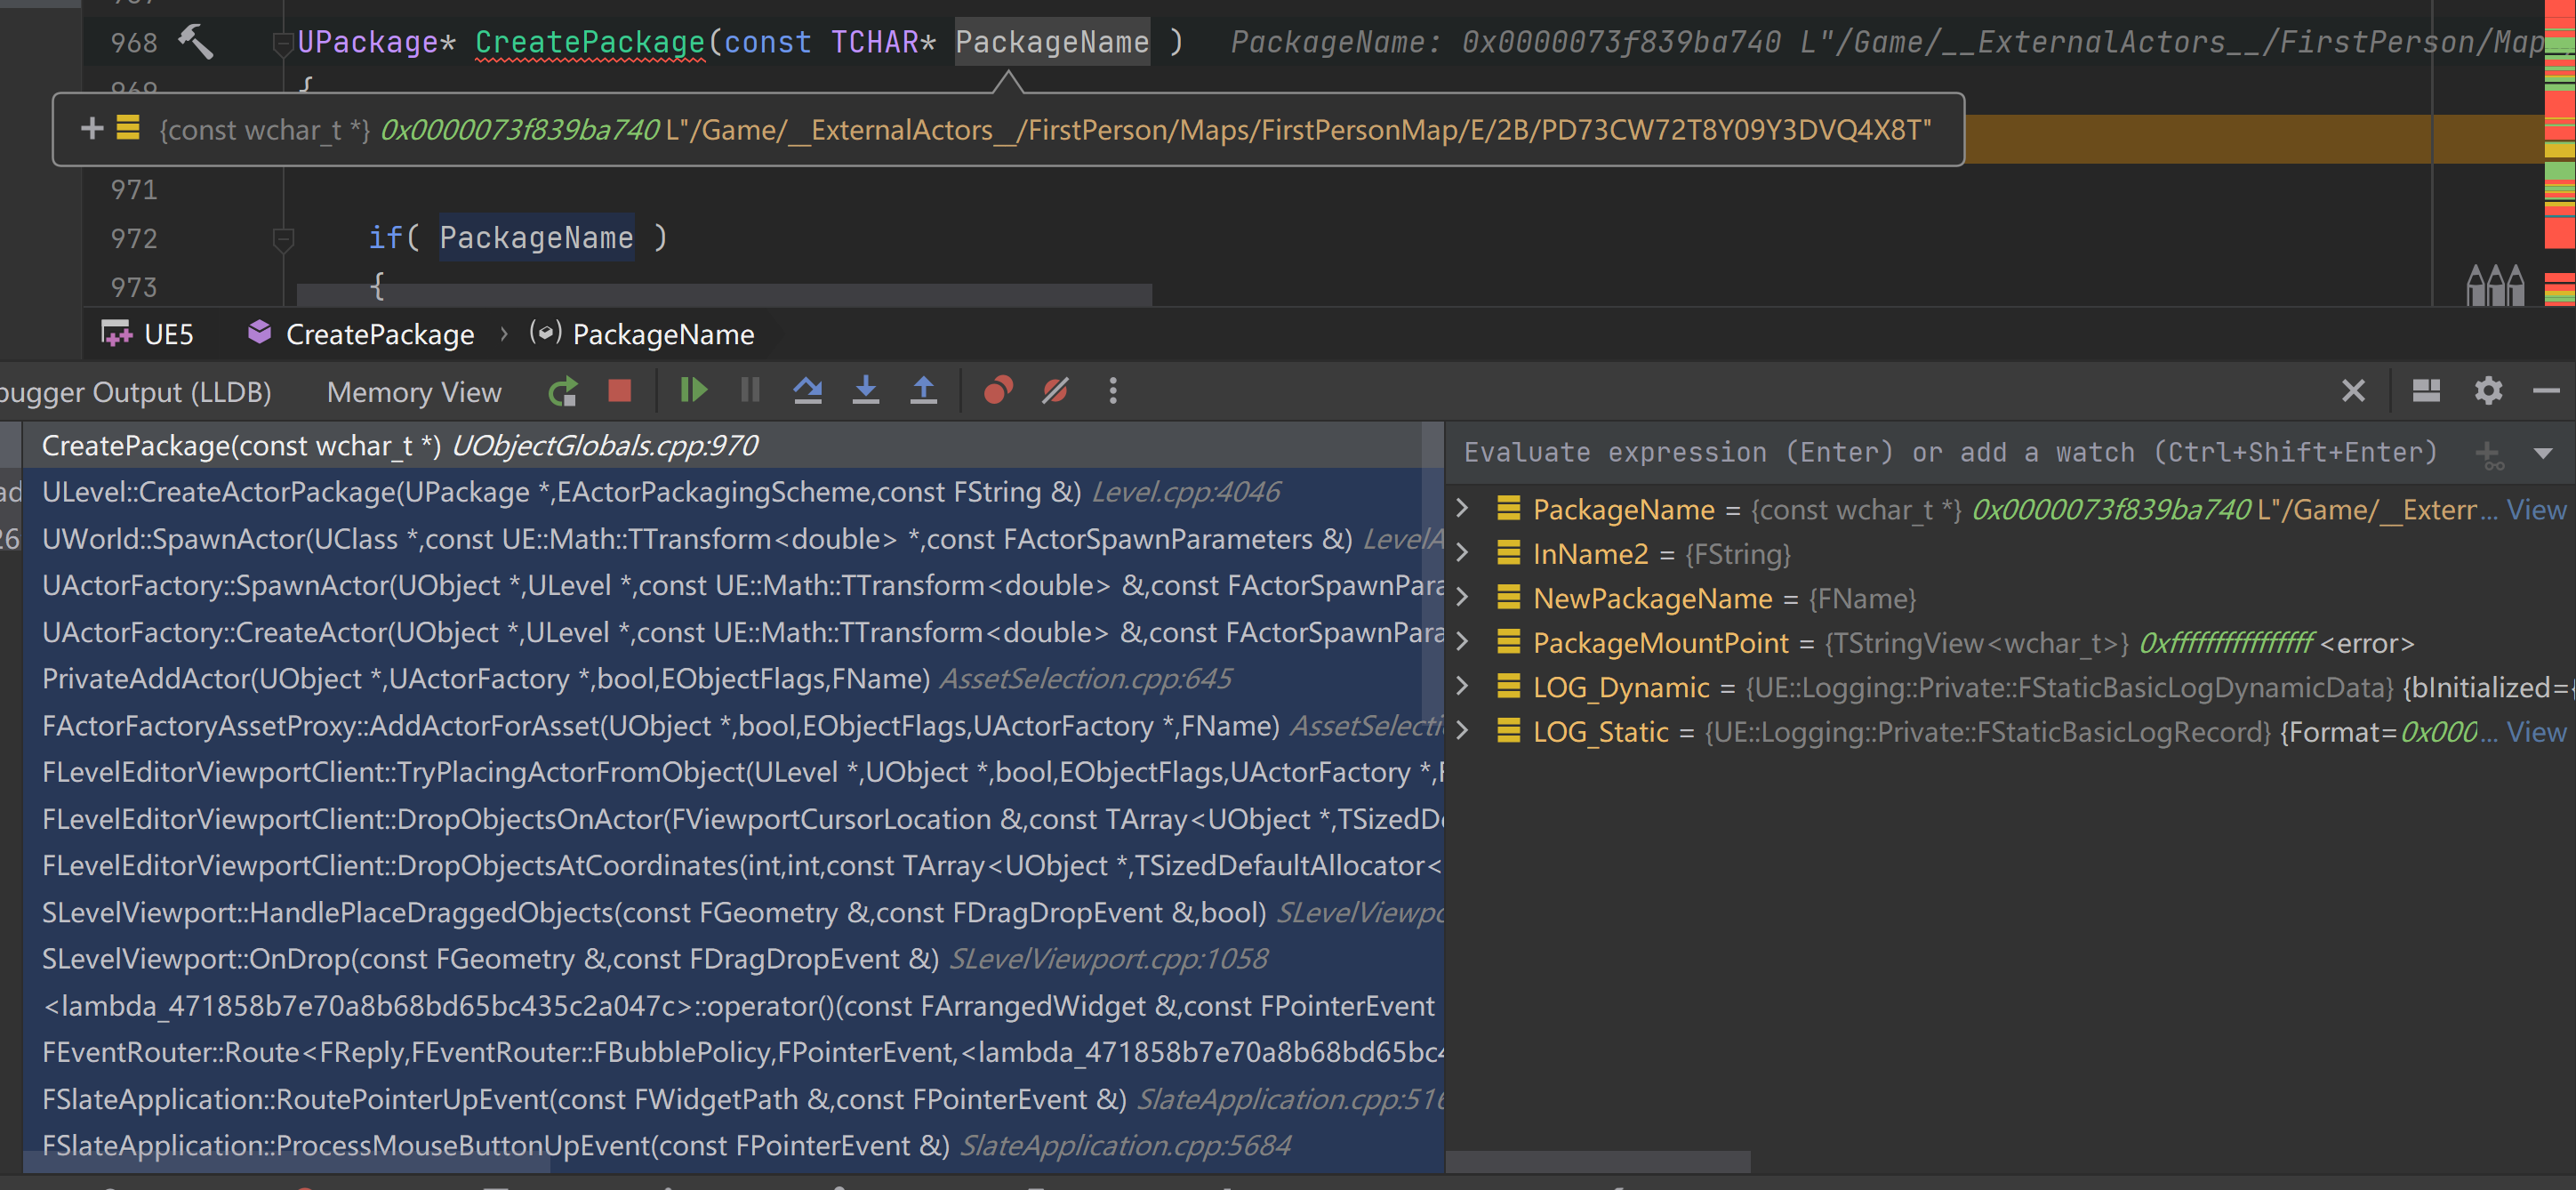 968 UPackage* CreatePackage(const TCHAR* PackageName ) PackageName: 0x0000073f839ba740 L"/Game/__ExternalActors__/FirstPerson/Map
{const wchar_t *} 0x0000073f839ba740 L"/Game/__ExternalActors__/FirstPerson/Maps/FirstPersonMap/E/2B/PD73CW72T8Y09Y3DVQ4X8T"
971
972 if( PackageName )
973 {
UE5 CreatePackage › PackageName
bugger Output (LLDB) Memory View
CreatePackage(const wchar_t *) UObjectGlobals.cpp:970
ULevel::CreateActorPackage(UPackage *,EActorPackagingScheme,const FString &) Level.cpp:4046
UWorld::SpawnActor(UClass *,const UE::Math::TTransform<double> *,const FActorSpawnParameters &) LevelA
UActorFactory::SpawnActor(UObject *,ULevel *,const UE::Math::TTransform<double> &,const FActorSpawnPara
UActorFactory::CreateActor(UObject *,ULevel *,const UE::Math::TTransform<double> &,const FActorSpawnPara
PrivateAddActor(UObject *,UActorFactory *,bool,EObjectFlags,FName) AssetSelection.cpp:645
FActorFactoryAssetProxy::AddActorForAsset(UObject *,bool,EObjectFlags,UActorFactory *,FName) AssetSelecti
FLevelEditorViewportClient::TryPlacingActorFromObject(ULevel *,UObject *,bool,EObjectFlags,UActorFactory *,F
FLevelEditorViewportClient::DropObjectsOnActor(FViewportCursorLocation &,const TArray<UObject *,TSizedDe
FLevelEditorViewportClient::DropObjectsAtCoordinates(int,int,const TArray<UObject *,TSizedDefaultAllocator<
SLevelViewport::HandlePlaceDraggedObjects(const FGeometry &,const FDragDropEvent &,bool) SLevelViewpo
SLevelViewport::OnDrop(const FGeometry &,const FDragDropEvent &) SLevelViewport.cpp:1058
<lambda_471858b7e70a8b68bd65bc435c2a047c>::operator()(const FArrangedWidget &,const FPointerEvent
FEventRouter::Route<FReply,FEventRouter::FBubblePolicy,FPointerEvent,<lambda_471858b7e70a8b68bd65bc4
FSlateApplication::RoutePointerUpEvent(const FWidgetPath &,const FPointerEvent &) SlateApplication.cpp:516
FSlateApplication::ProcessMouseButtonUpEvent(const FPointerEvent &) SlateApplication.cpp:5684
Evaluate expression (Enter) or add a watch (Ctrl+Shift+Enter)
PackageName = {const wchar_t *} 0x0000073f839ba740 L"/Game/__Exterr... View
InName2 = {FString}
NewPackageName = {FName}
PackageMountPoint = {TStringView<wchar_t>} 0xffffffffffffffff <error>
LOG_Dynamic = {UE::Logging::Private::FStaticBasicLogDynamicData} {bInitialized={
LOG_Static = {UE::Logging::Private::FStaticBasicLogRecord} {Format=0x000... View